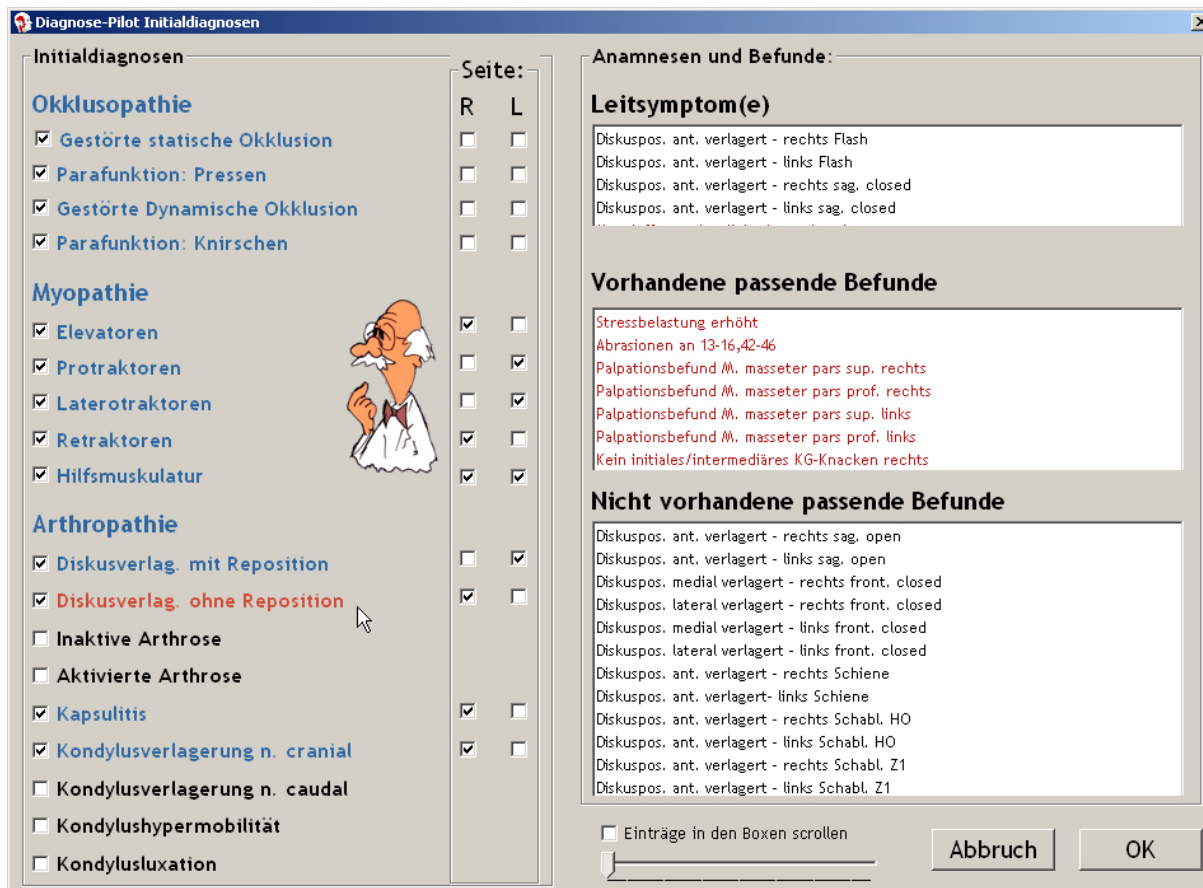 Diagnose-Pilot Initialdiagnosen
Initialdiagnosen
Seite:
R L
Okklusopathie
Gestörte statische Okklusion
Parafunktion: Pressen
Gestörte Dynamische Okklusion
Parafunktion: Knirschen
Myopathie
Elevatoren
Protraktoren
Laterotraktoren
Retraktoren
Hilfsmuskulatur
Arthropathie
Diskusverlag. mit Reposition
Diskusverlag. ohne Reposition
Inaktive Arthrose
Aktivierte Arthrose
Kapsulitis
Kondylusverlagerung n. cranial
Kondylusverlagerung n. caudal
Kondylushypermobilität
Kondylusluxation
Anamnesen und Befunde:
Leitsymptom(e)
Diskuspos. ant. verlagert - rechts Flash
Diskuspos. ant. verlagert - links Flash
Diskuspos. ant. verlagert - rechts sag. closed
Diskuspos. ant. verlagert - links sag. closed
Vorhandene passende Befunde
Stressbelastung erhöht
Abrasionen an 13-16,42-46
Palpationsbefund M. masseter pars sup. rechts
Palpationsbefund M. masseter pars prof. rechts
Palpationsbefund M. masseter pars sup. links
Palpationsbefund M. masseter pars prof. links
Kein initiales/intermediäres KG-Knacken rechts
Nicht vorhandene passende Befunde
Diskuspos. ant. verlagert - rechts sag. open
Diskuspos. ant. verlagert - links sag. open
Diskuspos. medial verlagert - rechts front. closed
Diskuspos. lateral verlagert - rechts front. closed
Diskuspos. medial verlagert - links front. closed
Diskuspos. lateral verlagert - links front. closed
Diskuspos. ant. verlagert - rechts Schiene
Diskuspos. ant. verlagert- links Schiene
Diskuspos. ant. verlagert - rechts Schabl. HO
Diskuspos. ant. verlagert - links Schabl. HO
Diskuspos. ant. verlagert - rechts Schabl. Z1
Diskuspos. ant. verlagert - links Schabl. Z1
Einträge in den Boxen scrollen
Abbruch
OK